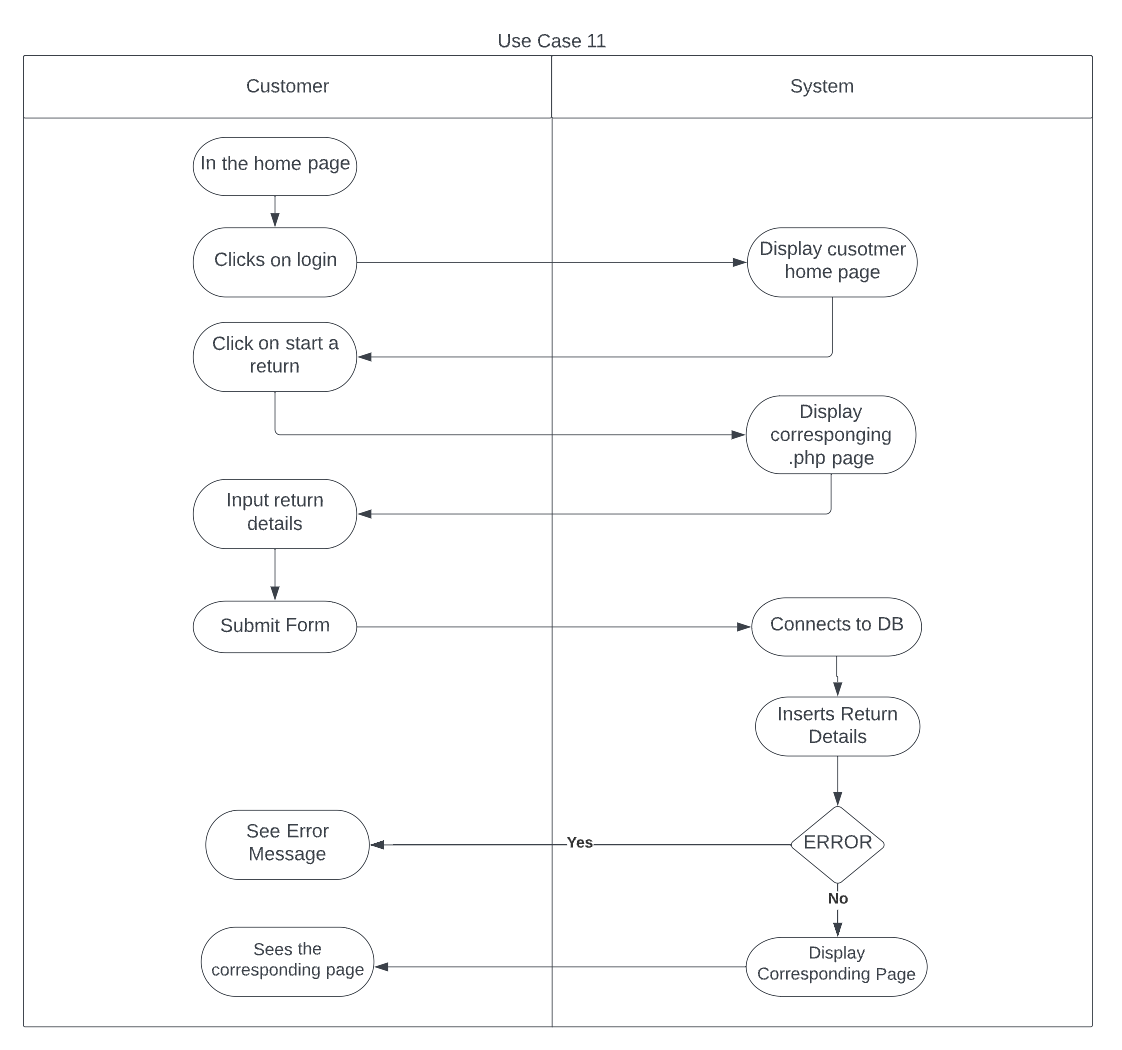 Use Case 11
Customer
System
In the home page
Clicks on login
Display cusotmer
home page
Click on start a
return
Display
corresponging
.php page
Input return
details
Submit Form
Connects to DB
Inserts Return
Details
See Error
Message
Yes
ERROR
No
Sees the
corresponding page
Display
Corresponding Page